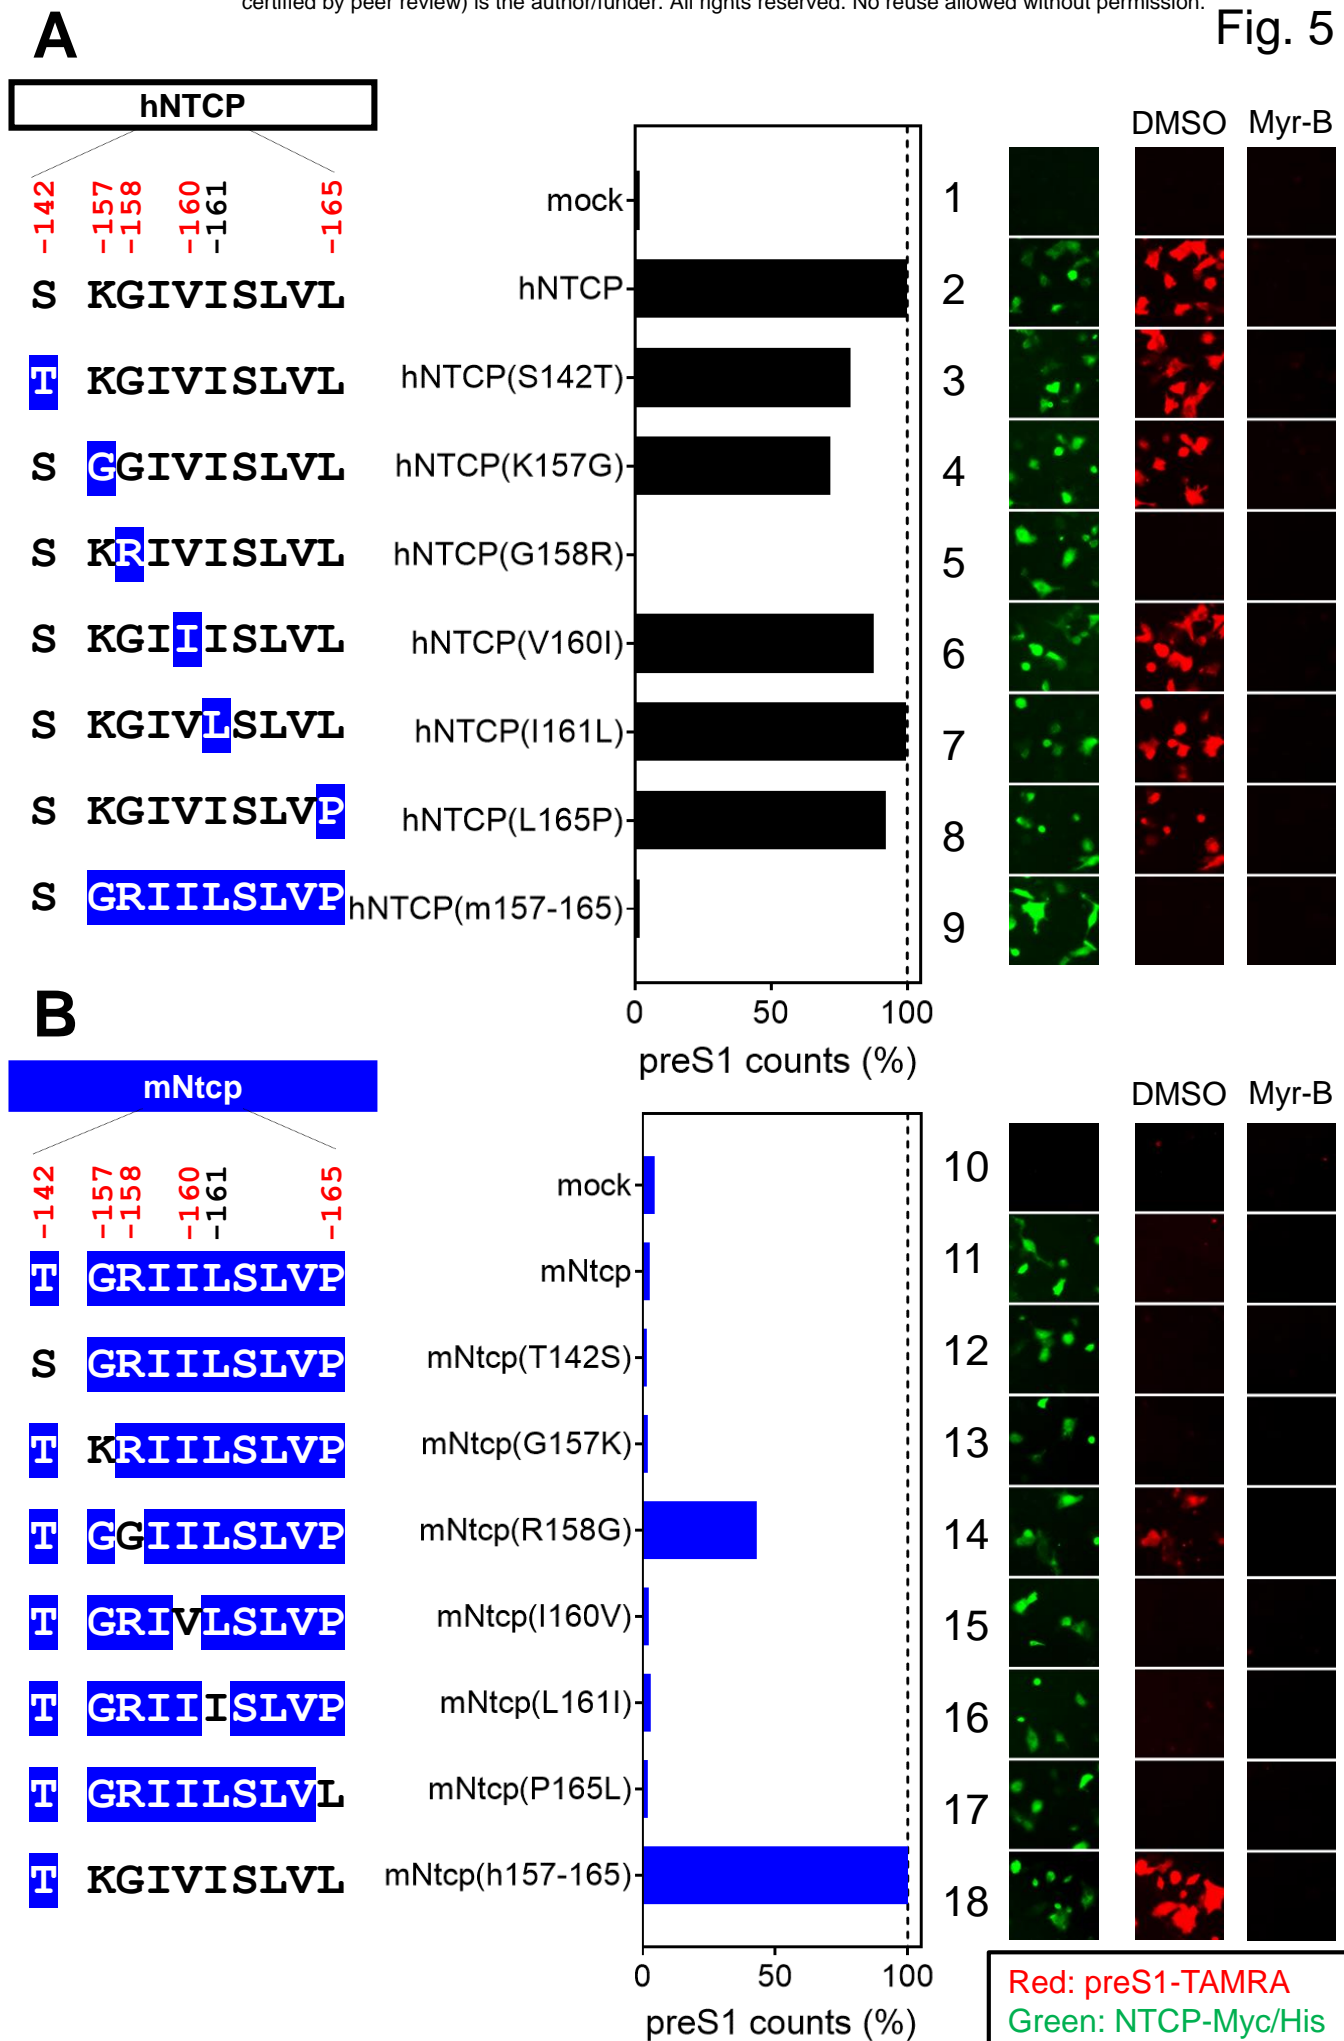 certified by peer review) is the author/funder. All rights reserved. No reuse allowed without permission.
Fig. 5
A
hNTCP
DMSO Myr-B
-142 -157 -158 -160 -161 -165
mock 1
S KGIVISLVL hNTCP 2
T KGIVISLVL hNTCP(S142T) 3
S GGIVISLVL hNTCP(K157G) 4
S KRIVISLVL hNTCP(G158R) 5
S KGIIISLVL hNTCP(V160I) 6
S KGIVLSLVL hNTCP(I161L) 7
S KGIVISLVP hNTCP(L165P) 8
S GRIILSLVP hNTCP(m157-165) 9
0 50 100
preS1 counts (%)
B
mNtcp
DMSO Myr-B
-142 -157 -158 -160 -161 -165
mock 10
T GRIILSLVP mNtcp 11
S GRIILSLVP mNtcp(T142S) 12
T KRIILSLVP mNtcp(G157K) 13
T GGIILSLVP mNtcp(R158G) 14
T GRIVLSLVP mNtcp(I160V) 15
T GRIIISLVP mNtcp(L161I) 16
T GRIILSLVL mNtcp(P165L) 17
T KGIVISLVL mNtcp(h157-165) 18
0 50 100
preS1 counts (%)
Red: preS1-TAMRA
Green: NTCP-Myc/His